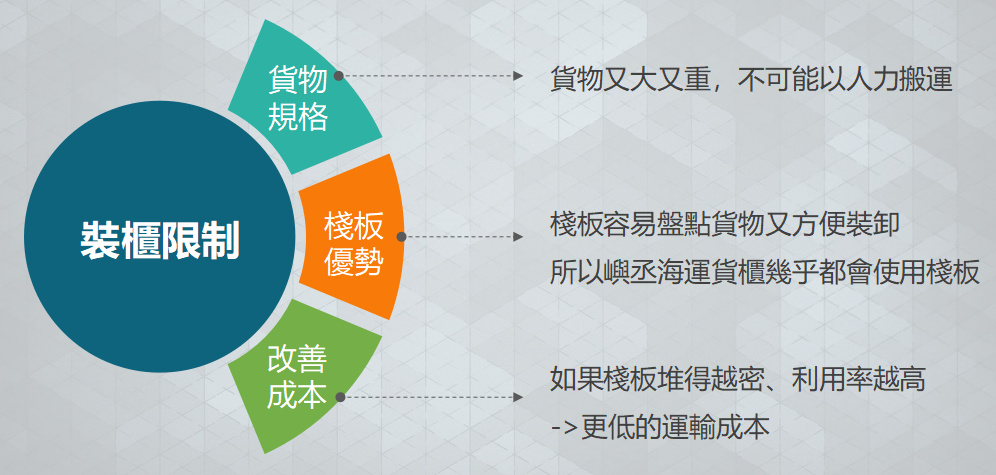 裝櫃限制
貨物
規格
貨物又大又重，不可能以人力搬運
棧板
優勢
棧板容易盤點貨物又方便裝卸
所以嶼丞海運貨櫃幾乎都會使用棧板
改善
成本
如果棧板堆得越密、利用率越高
->更低的運輸成本